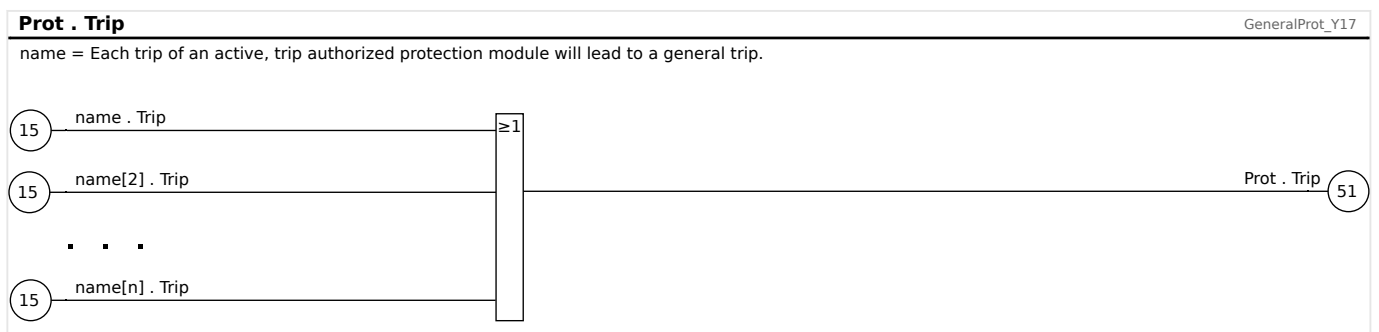 Prot . Trip
GeneralProt_Y17
name = Each trip of an active, trip authorized protection module will lead to a general trip.
15
name . Trip
≥1
15
name[2] . Trip
Prot . Trip
51
. . .
15
name[n] . Trip